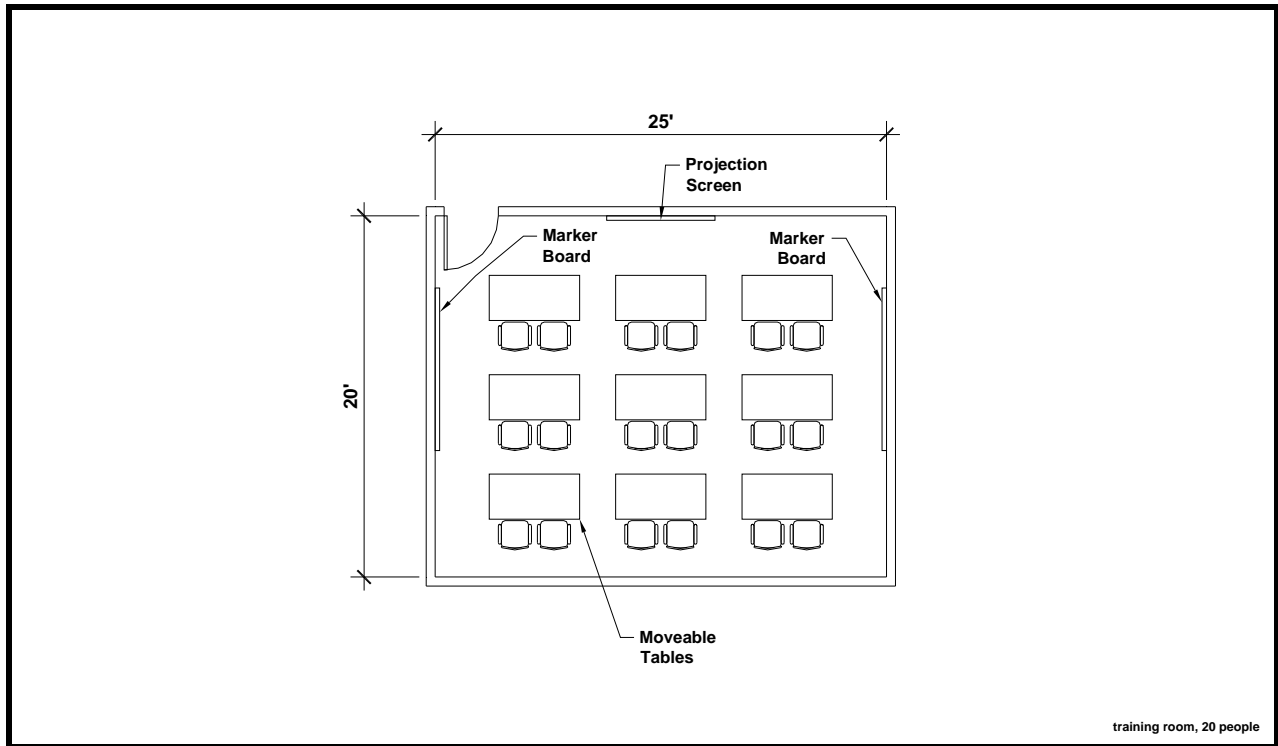 25'
Projection
Screen
Marker
Board
Marker
Board
20'
Moveable
Tables
training room, 20 people